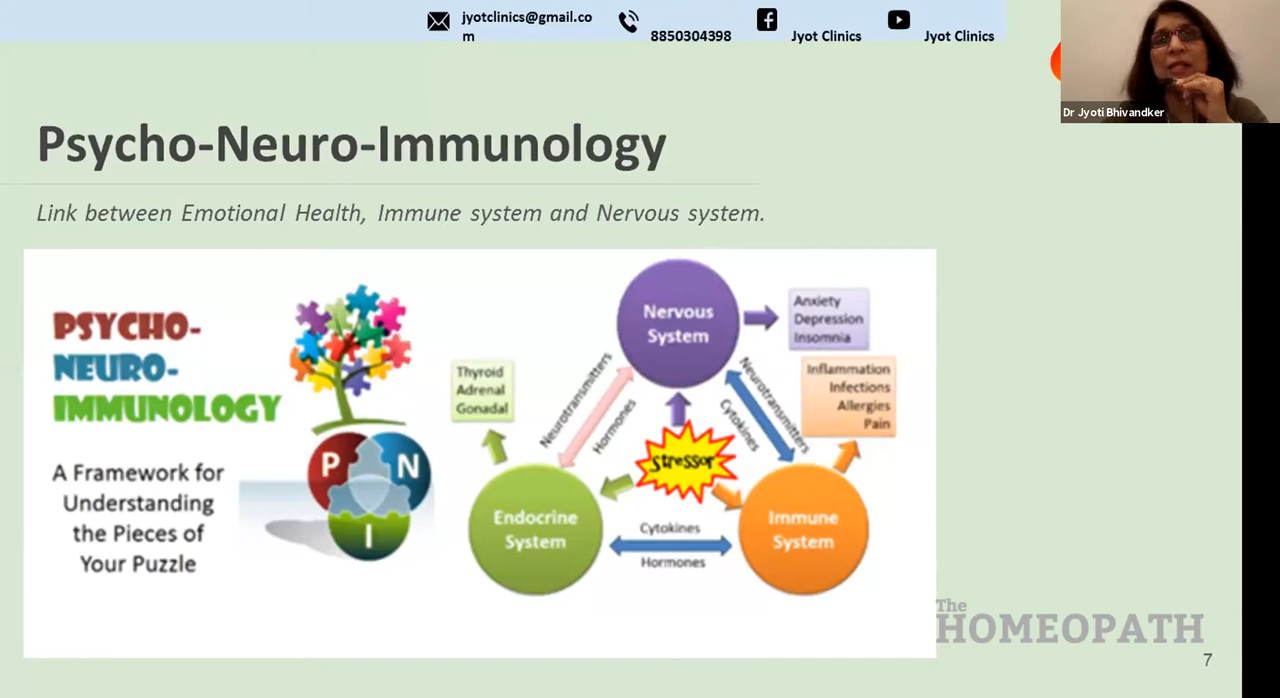 jyotclinics@gmail.co
m
8850304398
Jyot Clinics
Jyot Clinics
Dr Jyoti Bhivandker
Psycho-Neuro-Immunology
Link between Emotional Health, Immune system and Nervous system.
PSYCHO-
NEURO-
IMMUNOLOGY
A Framework for
Understanding
the Pieces of
Your Puzzle
P N
I
Nervous
System
Anxiety
Depression
Insomnia
Thyroid
Adrenal
Gonadal
Inflammation
Infections
Allergies
Pain
Neurotransmitters
Hormones
Neurotransmitters
Cytokines
Stressor
Endocrine
System
Cytokines
Hormones
Immune
System
The
HOMEOPATH
7